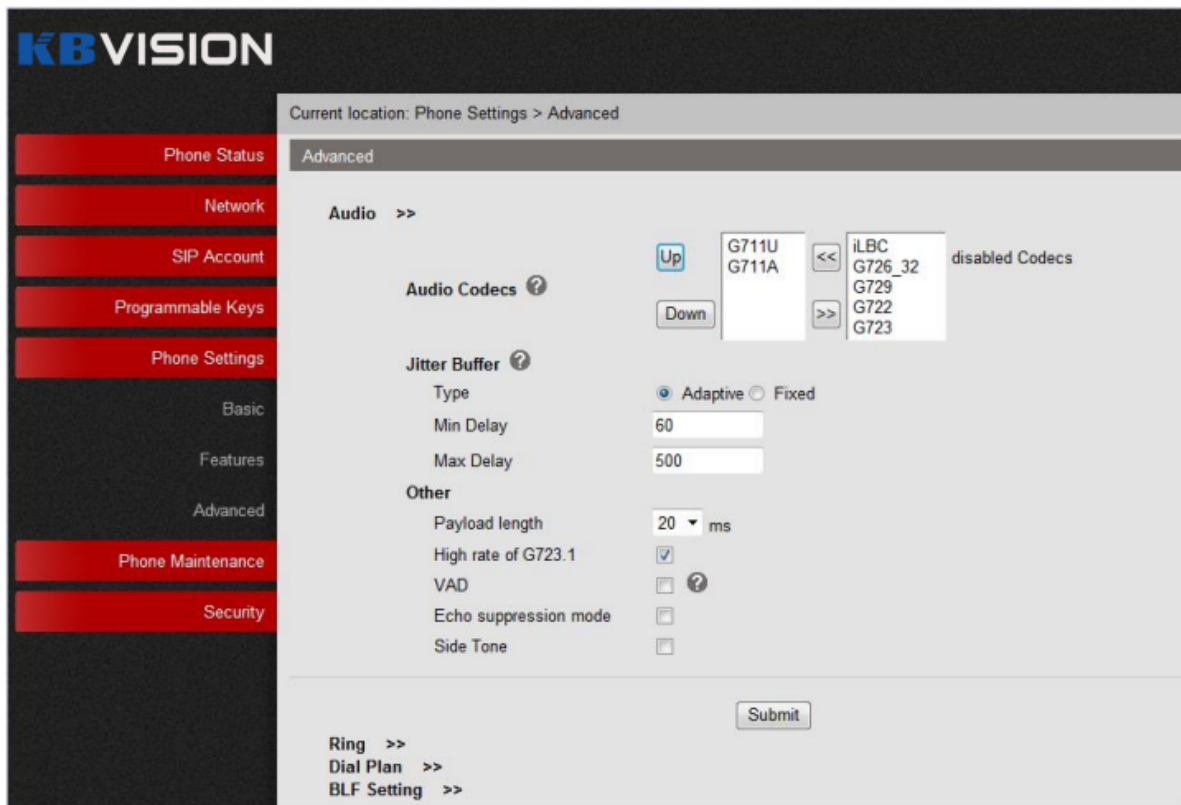 KBVISION
Current location: Phone Settings > Advanced
Phone Status
Network
SIP Account
Programmable Keys
Phone Settings
Basic
Features
Advanced
Phone Maintenance
Security
Advanced
Audio >>
Audio Codecs ?
Up
Down
G711U
G711A
<<
>>
iLBC
G726_32
G729
G722
G723
disabled Codecs
Jitter Buffer ?
Type Adaptive Fixed
Min Delay 60
Max Delay 500
Other
Payload length 20 ms
High rate of G723.1
VAD ?
Echo suppression mode
Side Tone
Submit
Ring >>
Dial Plan >>
BLF Setting >>